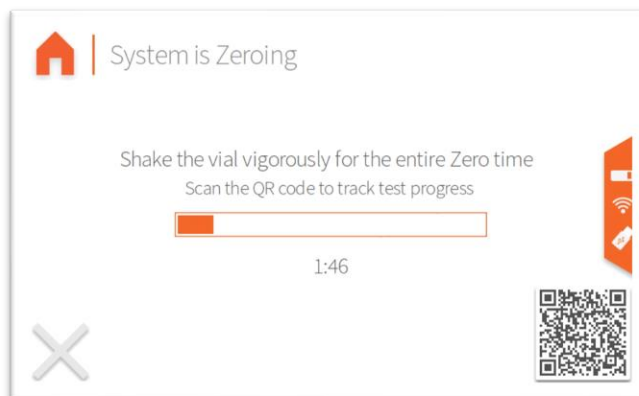 System is Zeroing
Shake the vial vigorously for the entire Zero time
Scan the QR code to track test progress
1:46